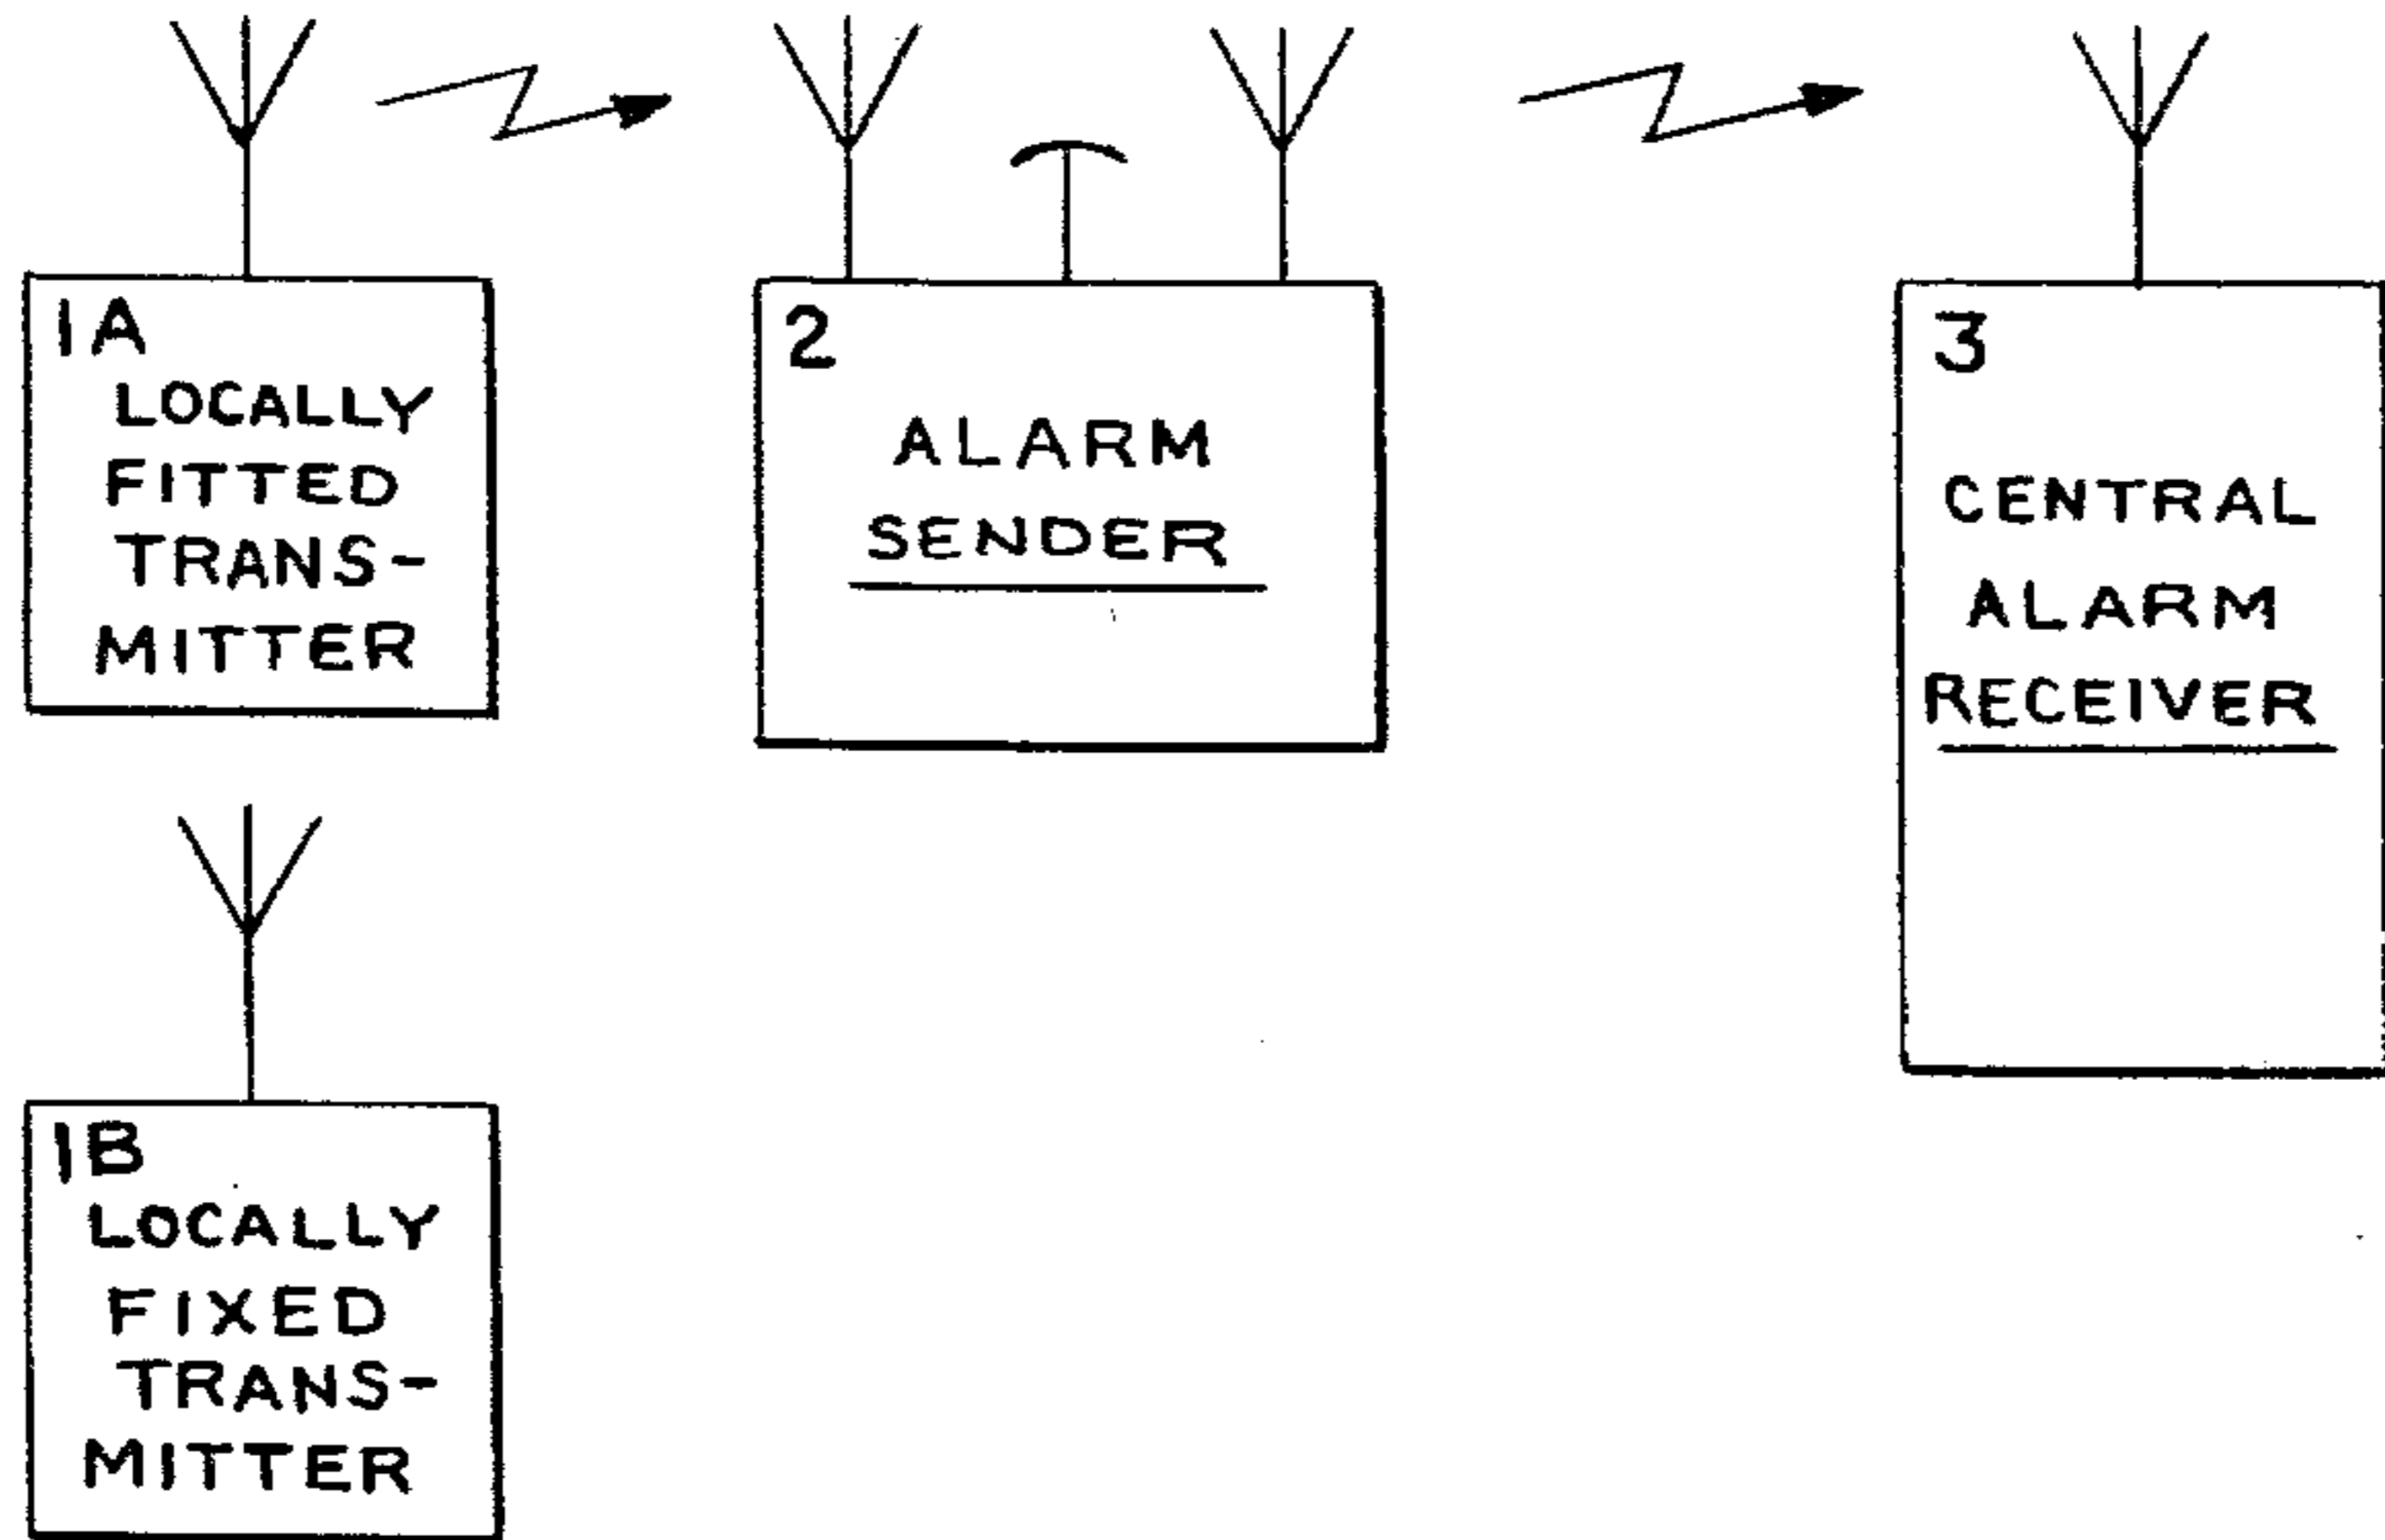 1A
LOCALLY
FITTED
TRANS-
MITTER
2
ALARM
SENDER
3
CENTRAL
ALARM
RECEIVER
1B
LOCALLY
FIXED
TRANS-
MITTER